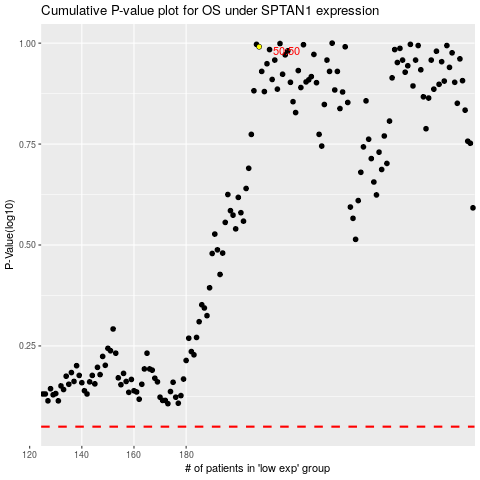 Cumulative P-value plot for OS under SPTAN1 expression
1.00
50:50
0.75
P-Value(log10)
0.50
0.25
120 140 160 180
# of patients in 'low exp' group